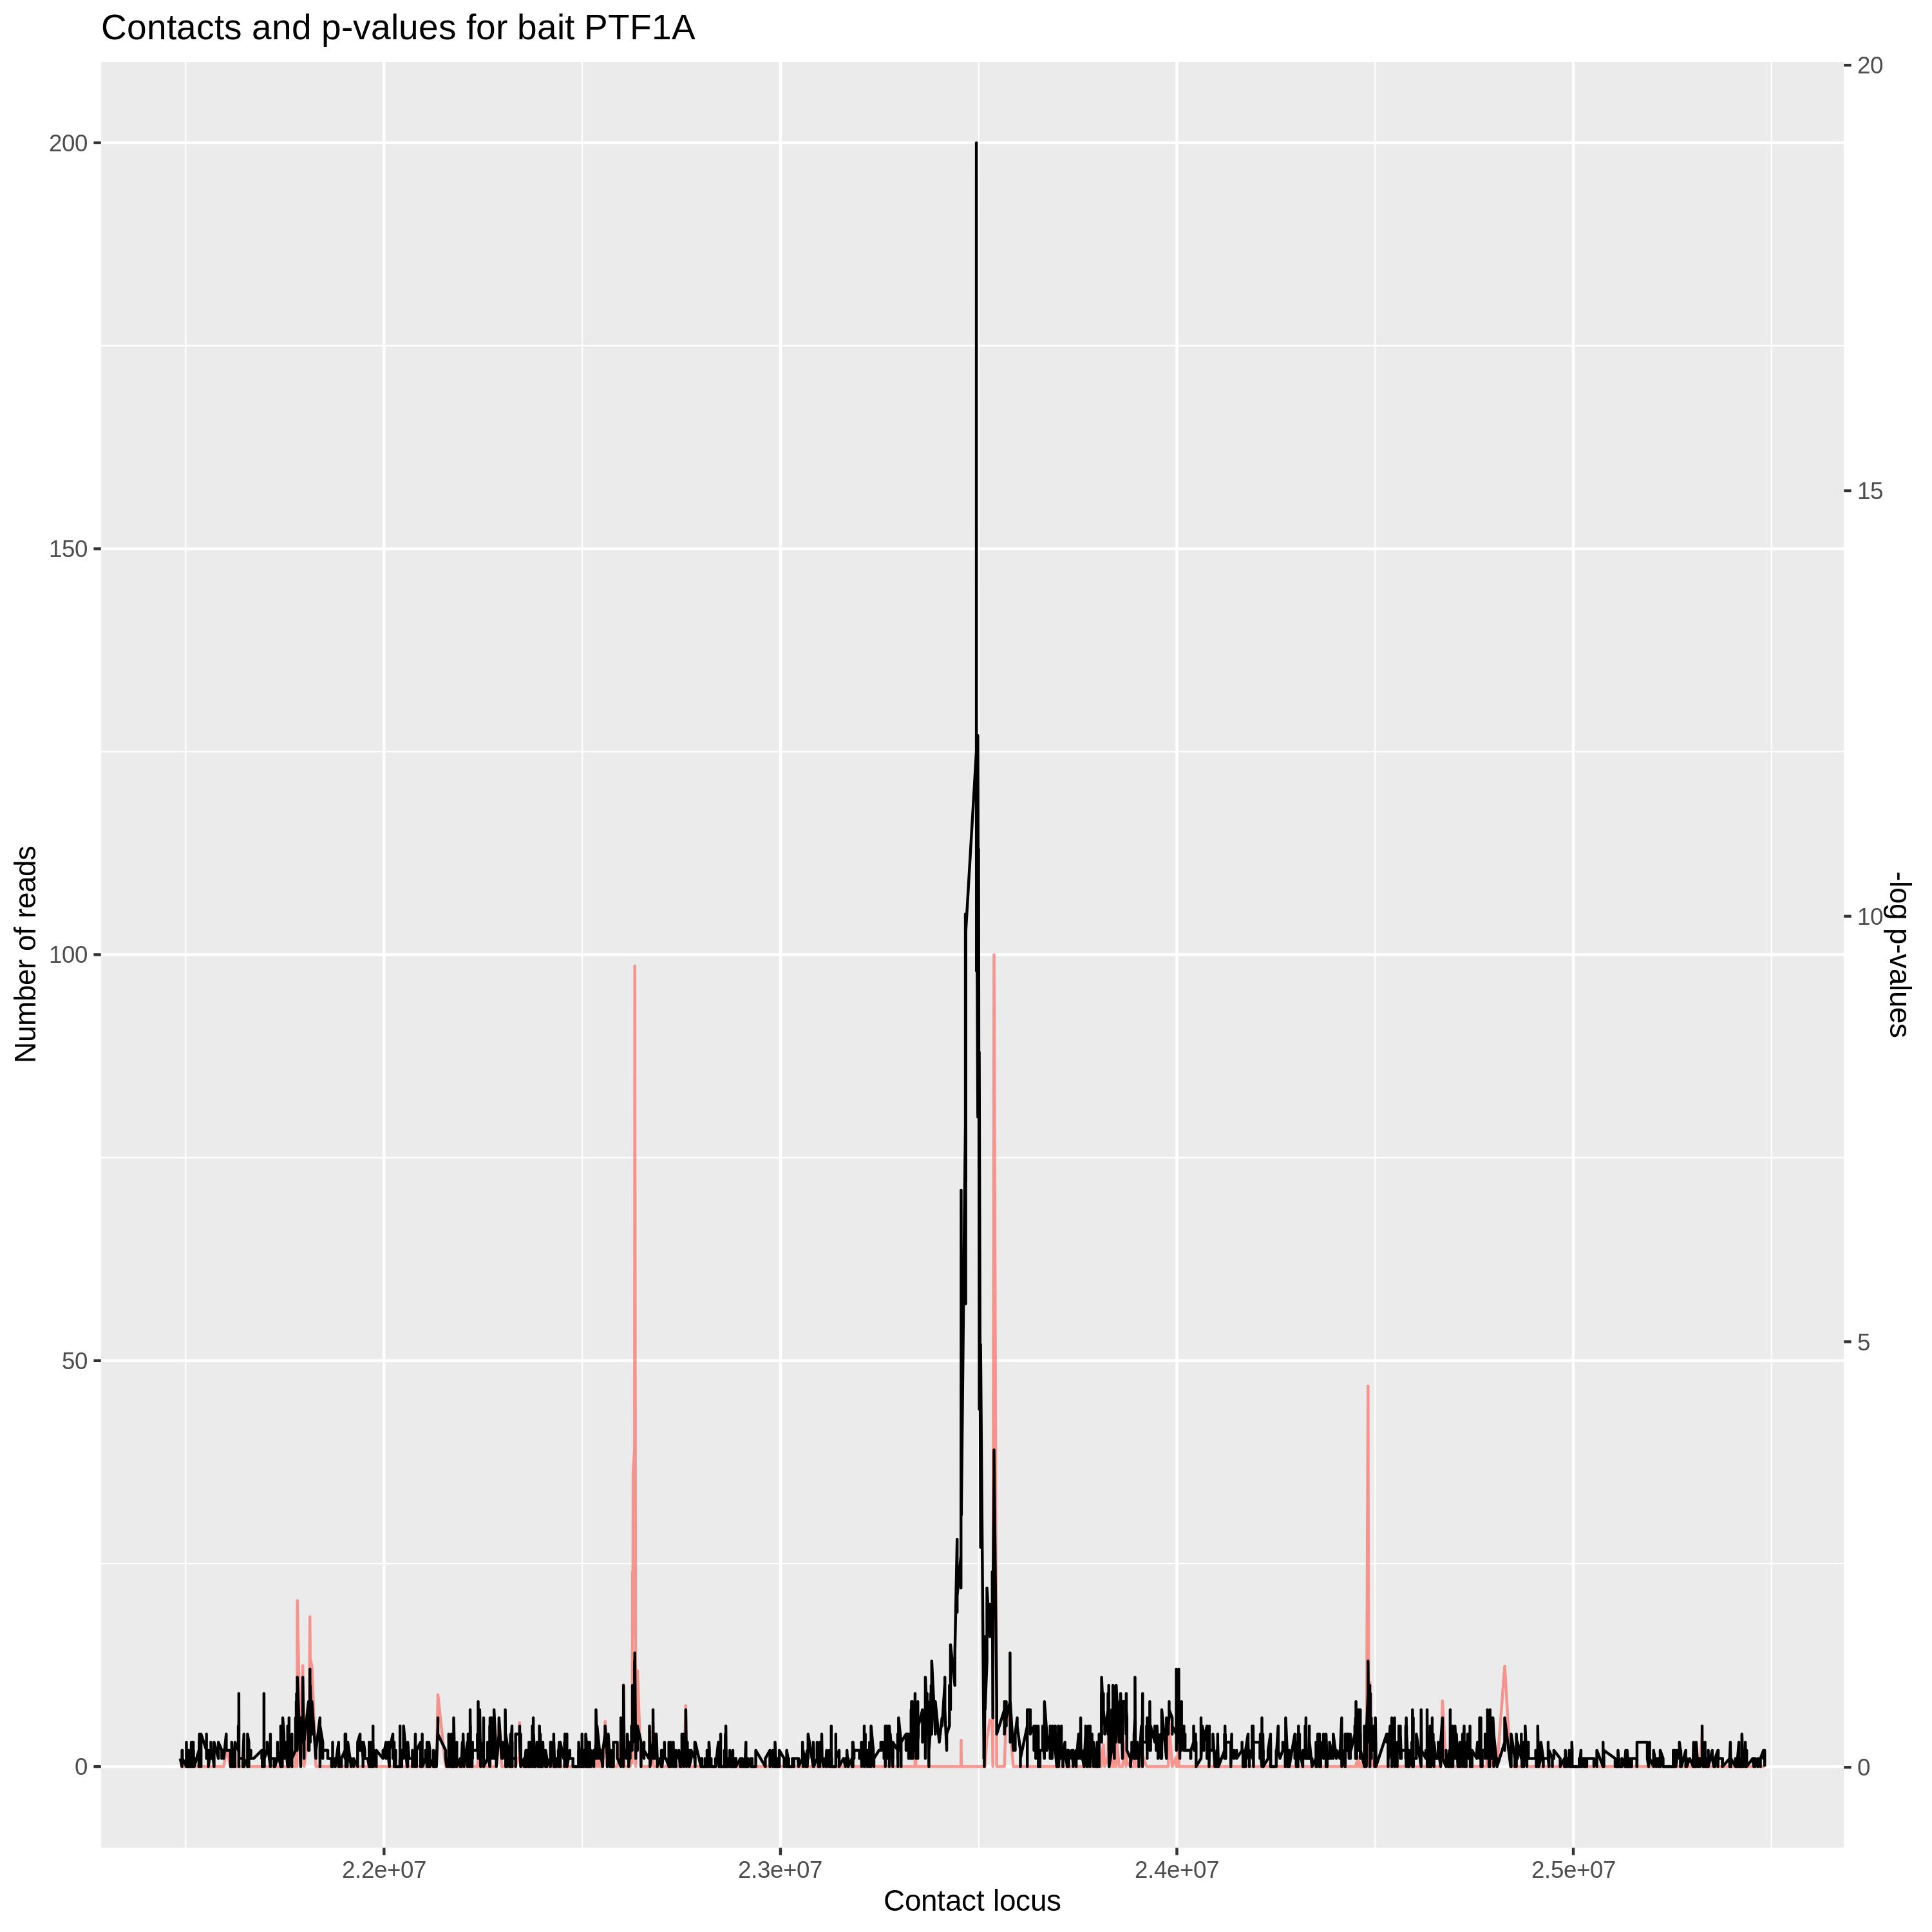 Contacts and p-values for bait PTF1A
200
150
100
50
0
Number of reads
20
15
10
5
0
-log p-values
2.2e+07
2.3e+07
2.4e+07
2.5e+07
Contact locus